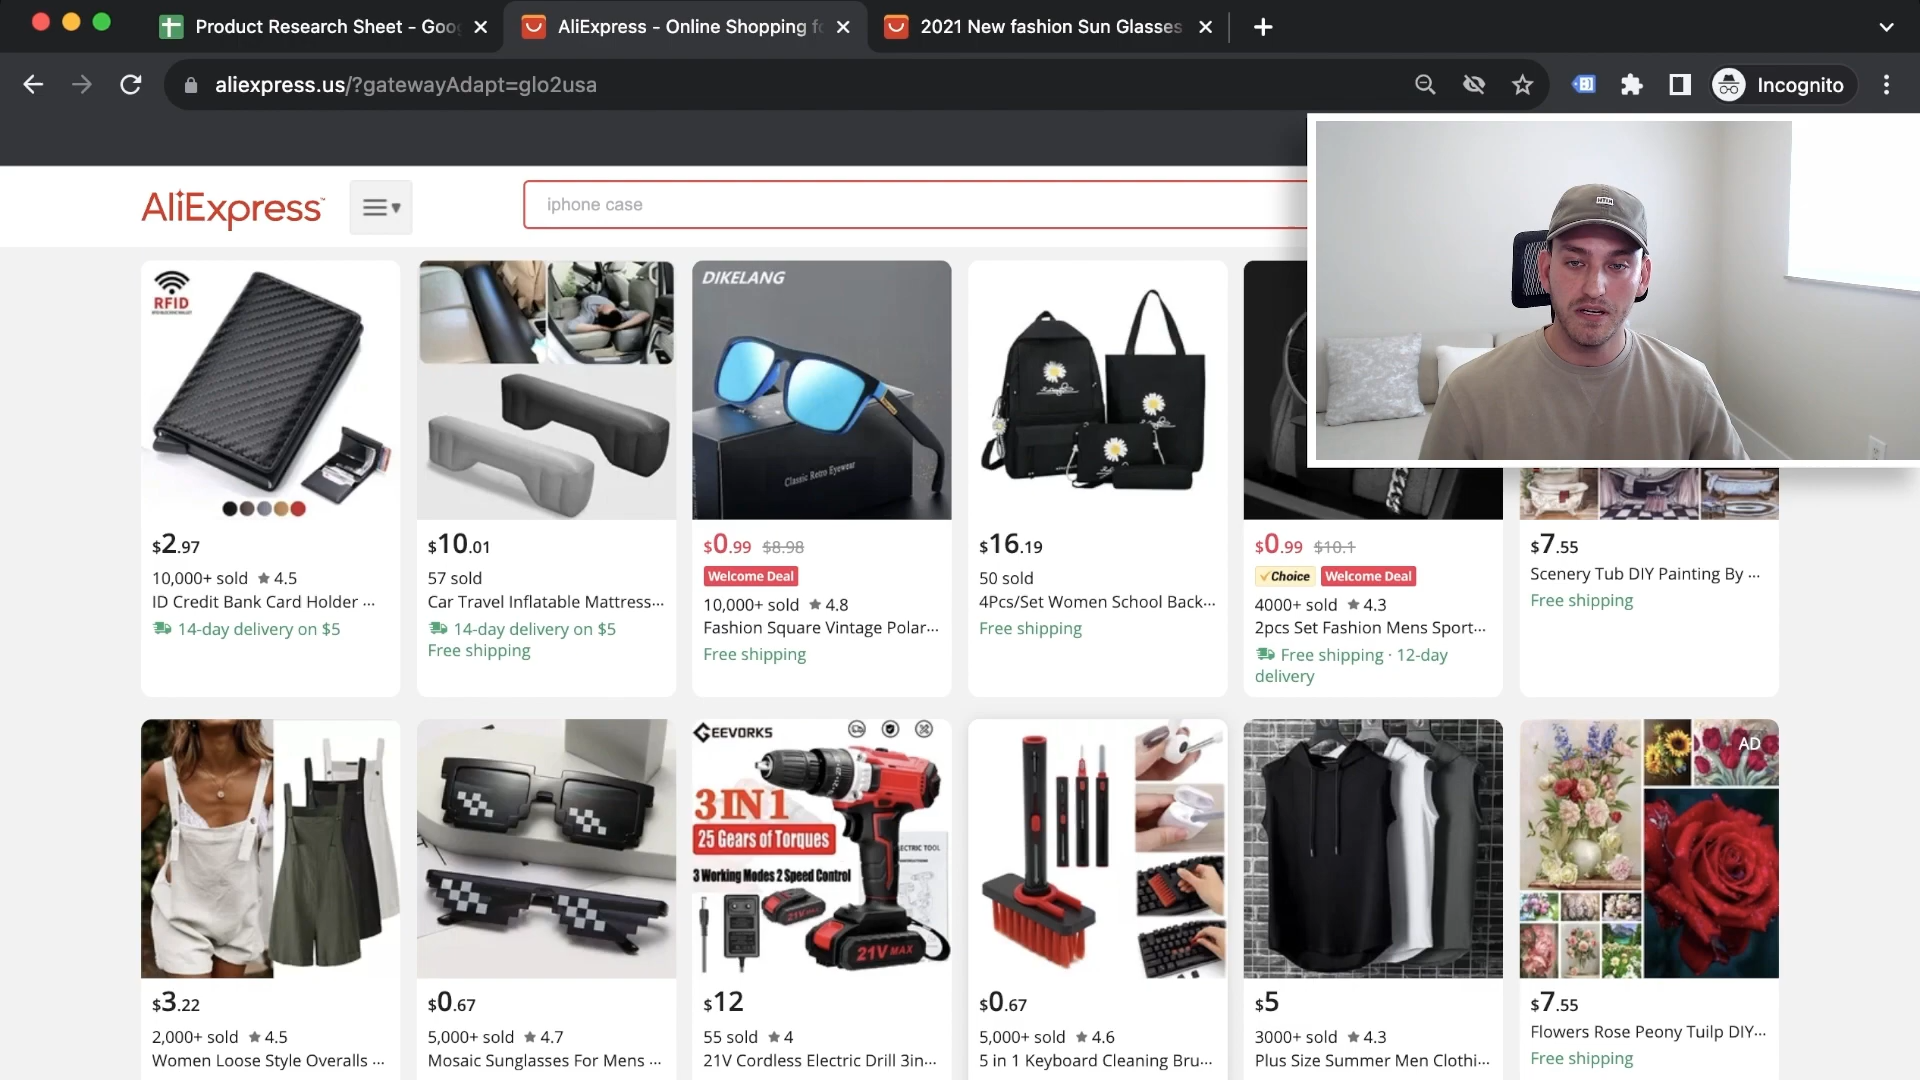 Product Research Sheet - Goo
AliExpress - Online Shopping fo
2021 New fashion Sun Glasses
aliexpress.us/?gatewayAdapt=glo2usa
Incognito
AliExpress
iphone case
RFID
DIKELANG
Classic Retro Eyewear
$2.97
10,000+ sold ★ 4.5
ID Credit Bank Card Holder ...
14-day delivery on $5
$10.01
57 sold
Car Travel Inflatable Mattress...
14-day delivery on $5
Free shipping
$0.99 $8.98
Welcome Deal
10,000+ sold ★ 4.8
Fashion Square Vintage Polar...
Free shipping
$16.19
50 sold
4Pcs/Set Women School Back...
Free shipping
$0.99 $10.1
Choice Welcome Deal
4000+ sold ★ 4.3
2pcs Set Fashion Mens Sport...
Free shipping · 12-day
delivery
$7.55
Scenery Tub DIY Painting By ...
Free shipping
GEEVORKS
3IN1
25 Gears of Torques
3 Working Modes 2 Speed Control
21V MAX
AD
$3.22
2,000+ sold ★ 4.5
Women Loose Style Overalls ...
$0.67
5,000+ sold ★ 4.7
Mosaic Sunglasses For Mens ...
$12
55 sold ★ 4
21V Cordless Electric Drill 3in...
$0.67
5,000+ sold ★ 4.6
5 in 1 Keyboard Cleaning Bru...
$5
3000+ sold ★ 4.3
Plus Size Summer Men Clothi...
$7.55
Flowers Rose Peony Tuilp DIY...
Free shipping